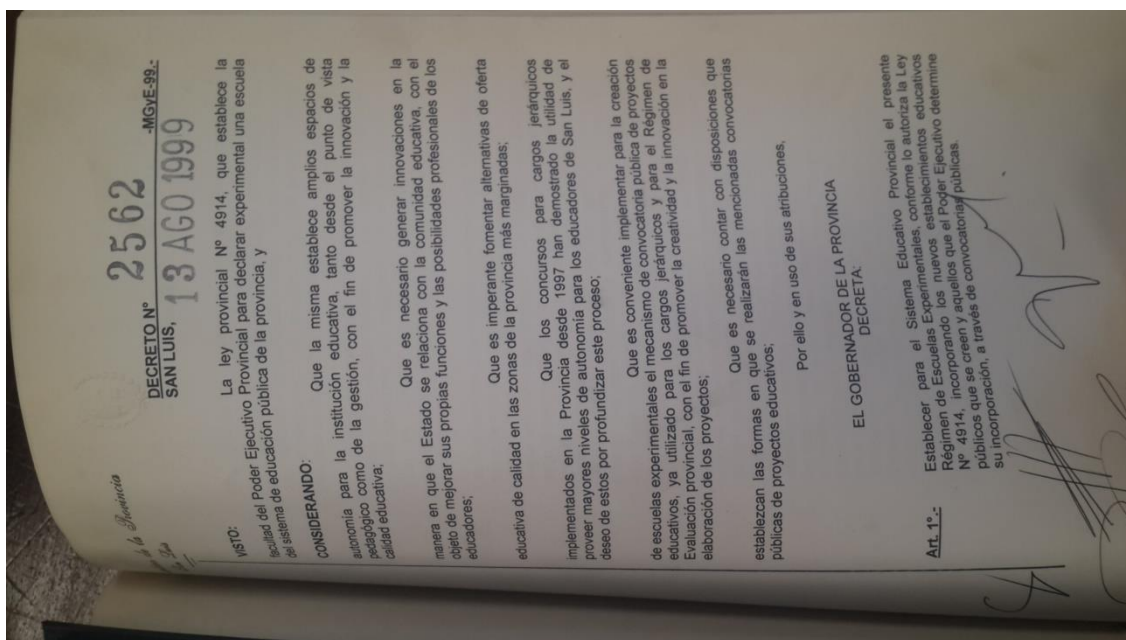 de la Provincia
DECRETO Nº 2562 -MGyE-99.-
SAN LUIS, 13 AGO 1999
VISTO:
La ley provincial Nº 4914, que establece la
facultad del Poder Ejecutivo Provincial para declarar experimental una escuela
del sistema de educación pública de la provincia, y
CONSIDERANDO:
Que la misma establece amplios espacios de
autonomía para la institución educativa, tanto desde el punto de vista
pedagógico como de la gestión, con el fin de promover la innovación y la
calidad educativa;
Que es necesario generar innovaciones en la
manera en que el Estado se relaciona con la comunidad educativa, con el
objeto de mejorar sus propias funciones y las posibilidades profesionales de los
educadores;
Que es imperante fomentar alternativas de oferta
educativa de calidad en las zonas de la provincia más marginadas;
Que los concursos para cargos jerárquicos
implementados en la Provincia desde 1997 han demostrado la utilidad de
proveer mayores niveles de autonomía para los educadores de San Luis, y el
deseo de estos por profundizar este proceso;
Que es conveniente implementar para la creación
de escuelas experimentales el mecanismo de convocatoria pública de proyectos
educativos, ya utilizado para los cargos jerárquicos y para el Régimen de
Evaluación provincial, con el fin de promover la creatividad y la innovación en la
elaboración de los proyectos;
Que es necesario contar con disposiciones que
establezcan las formas en que se realizarán las mencionadas convocatorias
públicas de proyectos educativos;
Por ello y en uso de sus atribuciones,
EL GOBERNADOR DE LA PROVINCIA
DECRETA:
Art. 1º.- Establecer para el Sistema Educativo Provincial el presente
Régimen de Escuelas Experimentales, conforme lo autoriza la Ley
Nº 4914, incorporando los nuevos establecimientos educativos
públicos que se creen y aquellos que el Poder Ejecutivo determine
su incorporación, a través de convocatorias públicas.